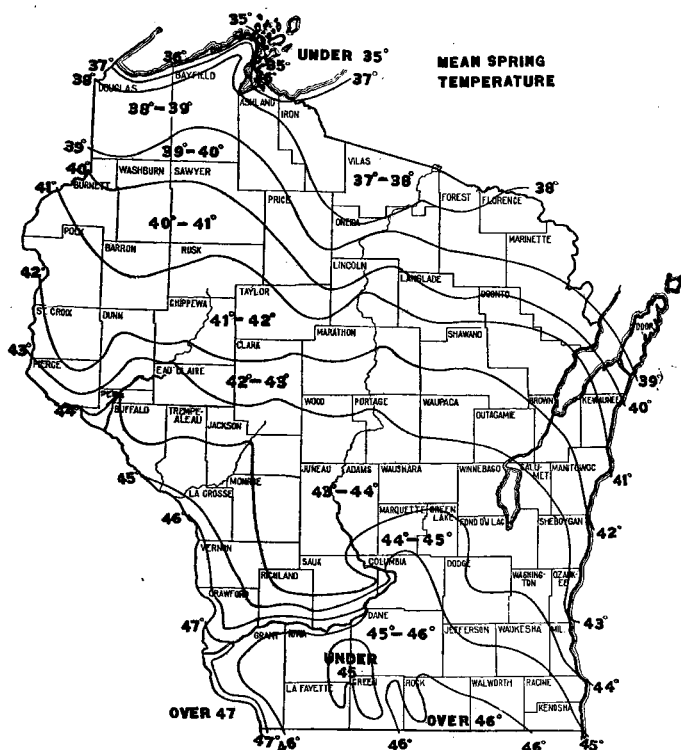 35°
UNDER 35°
MEAN SPRING
TEMPERATURE
36°
37°
38°
35°
36°
37°
DOUGLAS
BAYFIELD
ASHLAND
IRON
38°-39°
39°
39°-40°
VILAS
37°-38°
40°
WASHBURN
SAWYER
41°
BURNETT
FOREST
FLORENCE
38°
PRICE
ONEIDA
40°-41°
MARINETTE
POLK
BARRON
RUSK
LINCOLN
LANGLADE
42°
TAYLOR
OCONTO
CHIPPEWA
ST. CROIX
DUNN
41°-42°
MARATHON
DOOR
CLARK
SHAWANO
43°
PIERCE
EAU CLAIRE
42°-43°
39°
PEPIN
40°
44°
BUFFALO
TREMPE-
ALEAU
JACKSON
WOOD
PORTAGE
WAUPACA
BROWN
KEWAUNEE
OUTAGAMIE
45°
MONROE
JUNEAU
ADAMS
WAUSHARA
WINNEBAGO
CALU-
MET
MANITOWOC
41°
LA CROSSE
43°-44°
46°
MARQUETTE
GREEN
LAKE
FOND DU LAC
SHEBOYGAN
42°
44°-45°
VERNON
SAUK
COLUMBIA
DODGE
RICHLAND
WASHING-
TON
OZAU-
KEE
CRAWFORD
47°
DANE
43°
GRANT
IOWA
45°-46°
JEFFERSON
WAUKESHA
MIL.
UNDER
45
LA FAYETTE
GREEN
ROCK
WALWORTH
RACINE
44°
KENOSHA
OVER 47
OVER 46°
47°
46°
46°
46°
45°